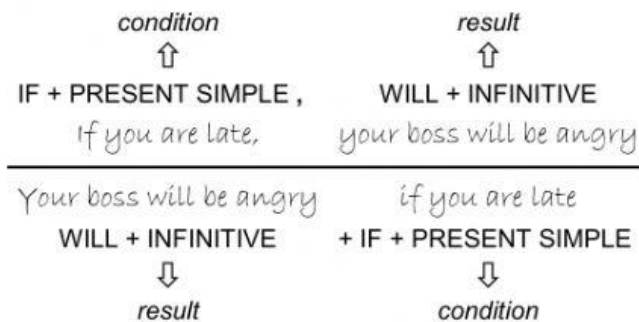 condition result
IF + PRESENT SIMPLE , WILL + INFINITIVE
If you are late, your boss will be angry
Your boss will be angry if you are late
WILL + INFINITIVE + IF + PRESENT SIMPLE
result condition